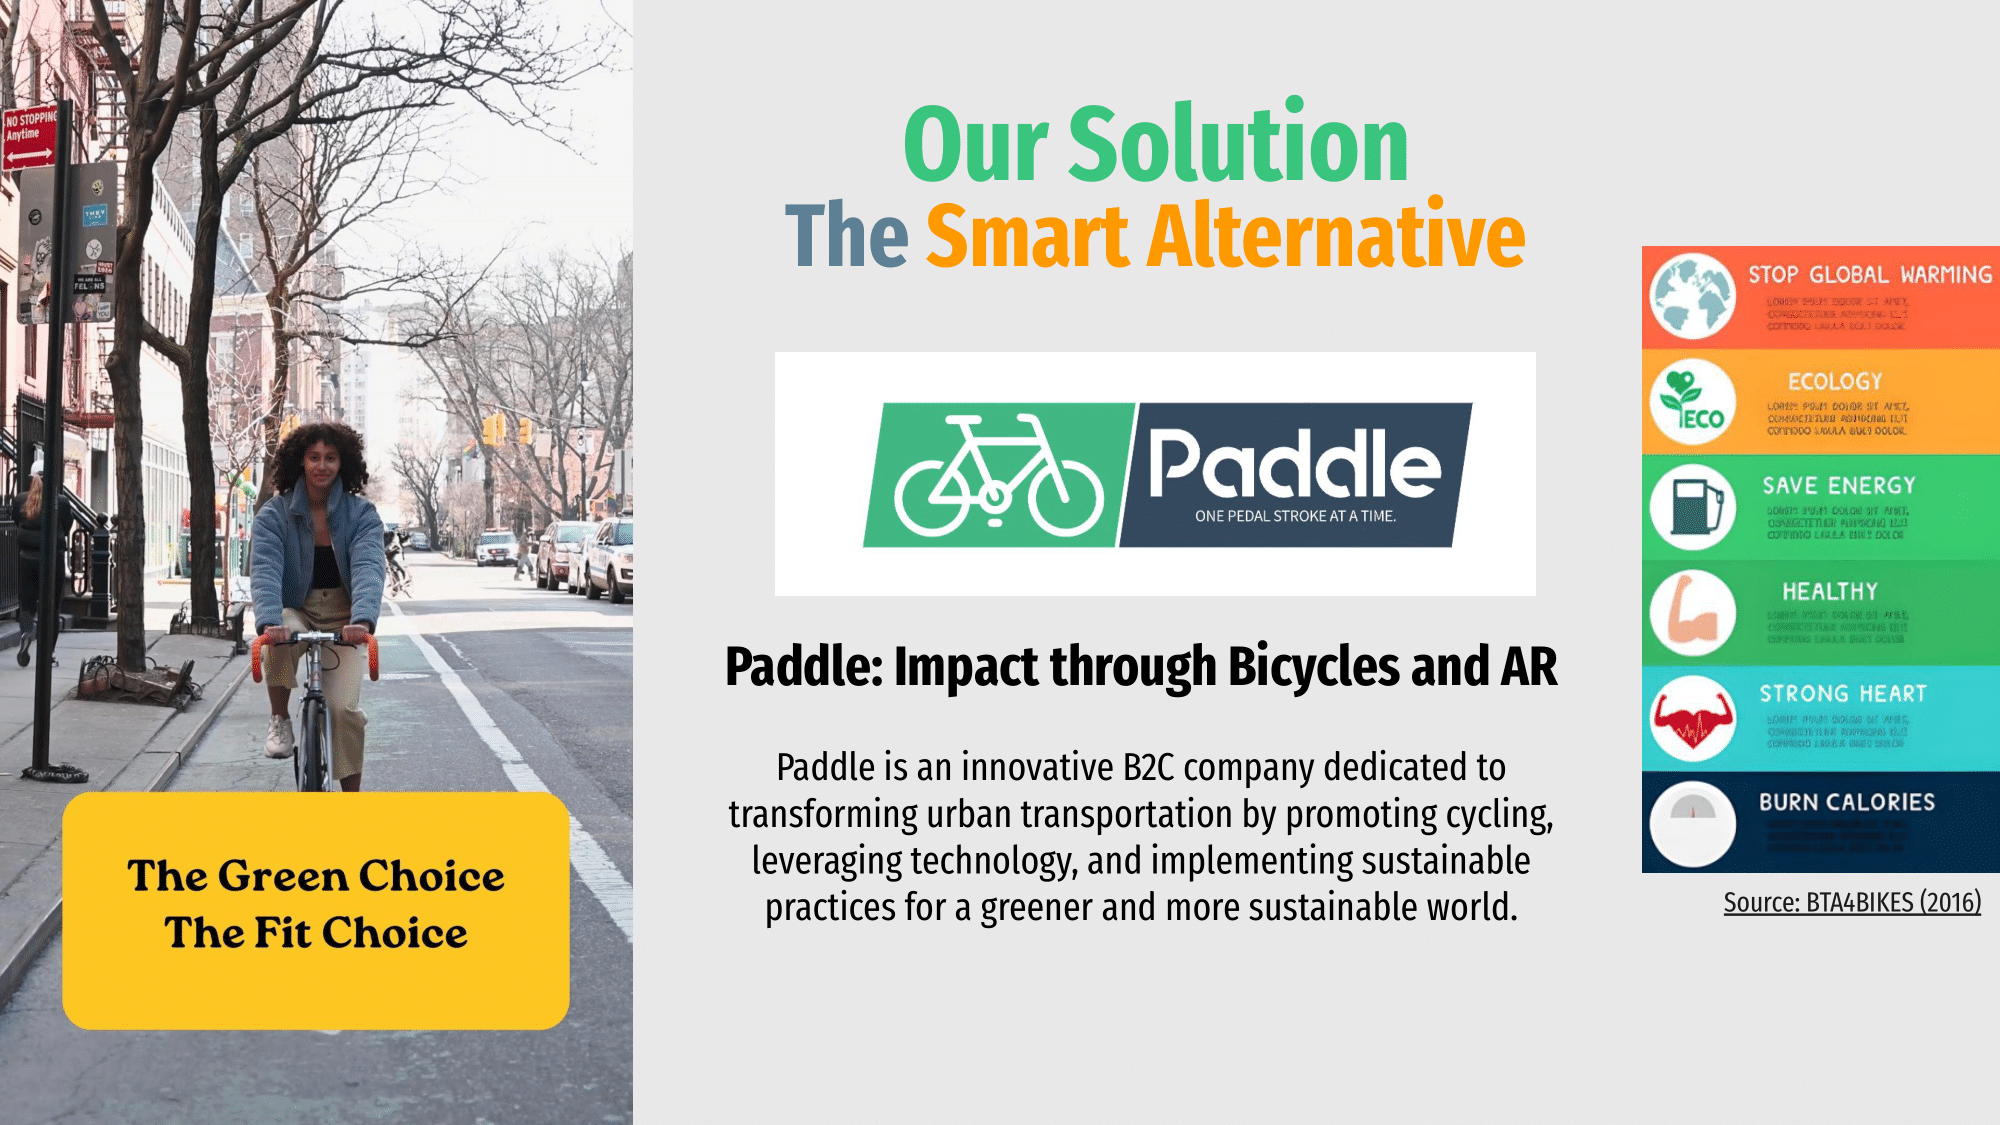 NO STOPPING
Anytime
FELONS
The Green Choice
The Fit Choice
Our Solution
The Smart Alternative
Paddle
ONE PEDAL STROKE AT A TIME.
Paddle: Impact through Bicycles and AR
Paddle is an innovative B2C company dedicated to
transforming urban transportation by promoting cycling,
leveraging technology, and implementing sustainable
practices for a greener and more sustainable world.
STOP GLOBAL WARMING
ECOLOGY
ECO
SAVE ENERGY
HEALTHY
STRONG HEART
BURN CALORIES
Source: BTA4BIKES (2016)